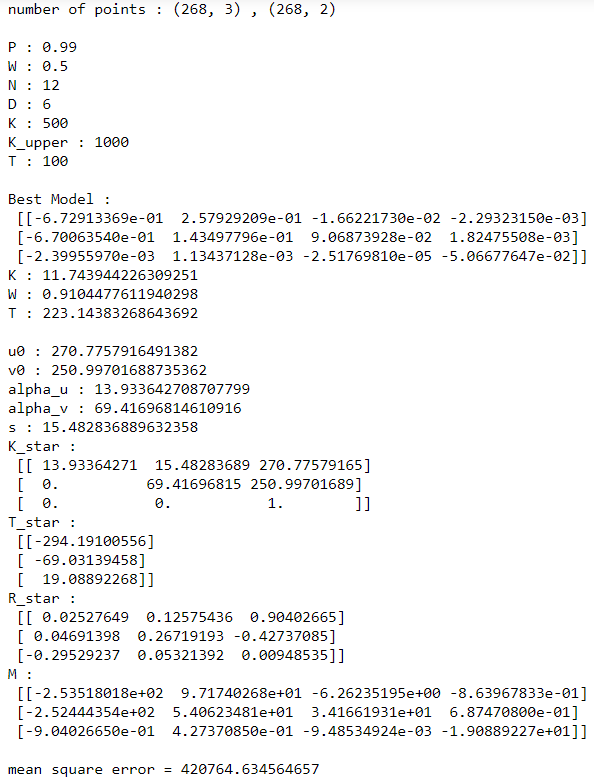 number of points : (268, 3) , (268, 2)
P : 0.99
W : 0.5
N : 12
D : 6
K : 500
K_upper : 1000
T : 100
Best Model :
[[-6.72913369e-01 2.57929209e-01 -1.66221730e-02 -2.29323150e-03]
[-6.70063540e-01 1.43497796e-01 9.06873928e-02 1.82475508e-03]
[-2.39955970e-03 1.13437128e-03 -2.51769810e-05 -5.06677647e-02]]
K : 11.743944226309251
W : 0.9104477611940298
T : 223.14383268643692
u0 : 270.7757916491382
v0 : 250.99701688735362
alpha_u : 13.933642708707799
alpha_v : 69.41696814610916
s : 15.482836889632358
K_star :
[[ 13.93364271 15.48283689 270.77579165]
[ 0. 69.41696815 250.99701689]
[ 0. 0. 1. ]]
T_star :
[[-294.19100556]
[ -69.03139458]
[ 19.08892268]]
R_star :
[[ 0.02527649 0.12575436 0.90402665]
[ 0.04691398 0.26719193 -0.42737085]
[-0.29529237 0.05321392 0.00948535]]
M :
[[-2.53518018e+02 9.71740268e+01 -6.26235195e+00 -8.63967833e-01]
[-2.52444354e+02 5.40623481e+01 3.41661931e+01 6.87470800e-01]
[-9.04026650e-01 4.27370850e-01 -9.48534924e-03 -1.90889227e+01]]
mean square error = 420764.634564657